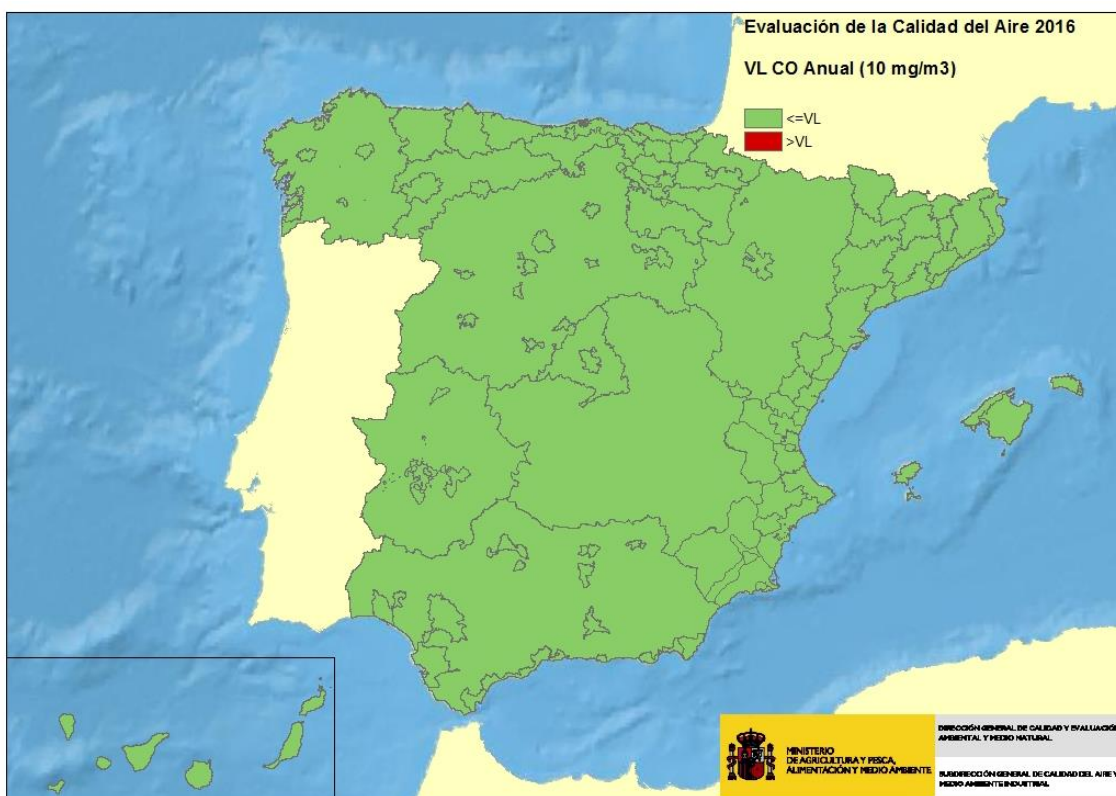 Evaluación de la Calidad del Aire 2016
VL CO Anual (10 mg/m3)
<=VL
>VL
MINISTERIO
DE AGRICULTURA Y PESCA,
ALIMENTACIÓN Y MEDIO AMBIENTE
DIRECCIÓN GENERAL DE CALIDAD Y EVALUACIÓN
AMBIENTAL Y MEDIO NATURAL
SUBDIRECCIÓN GENERAL DE CALIDAD DEL AIRE Y
MEDIO AMBIENTE INDUSTRIAL